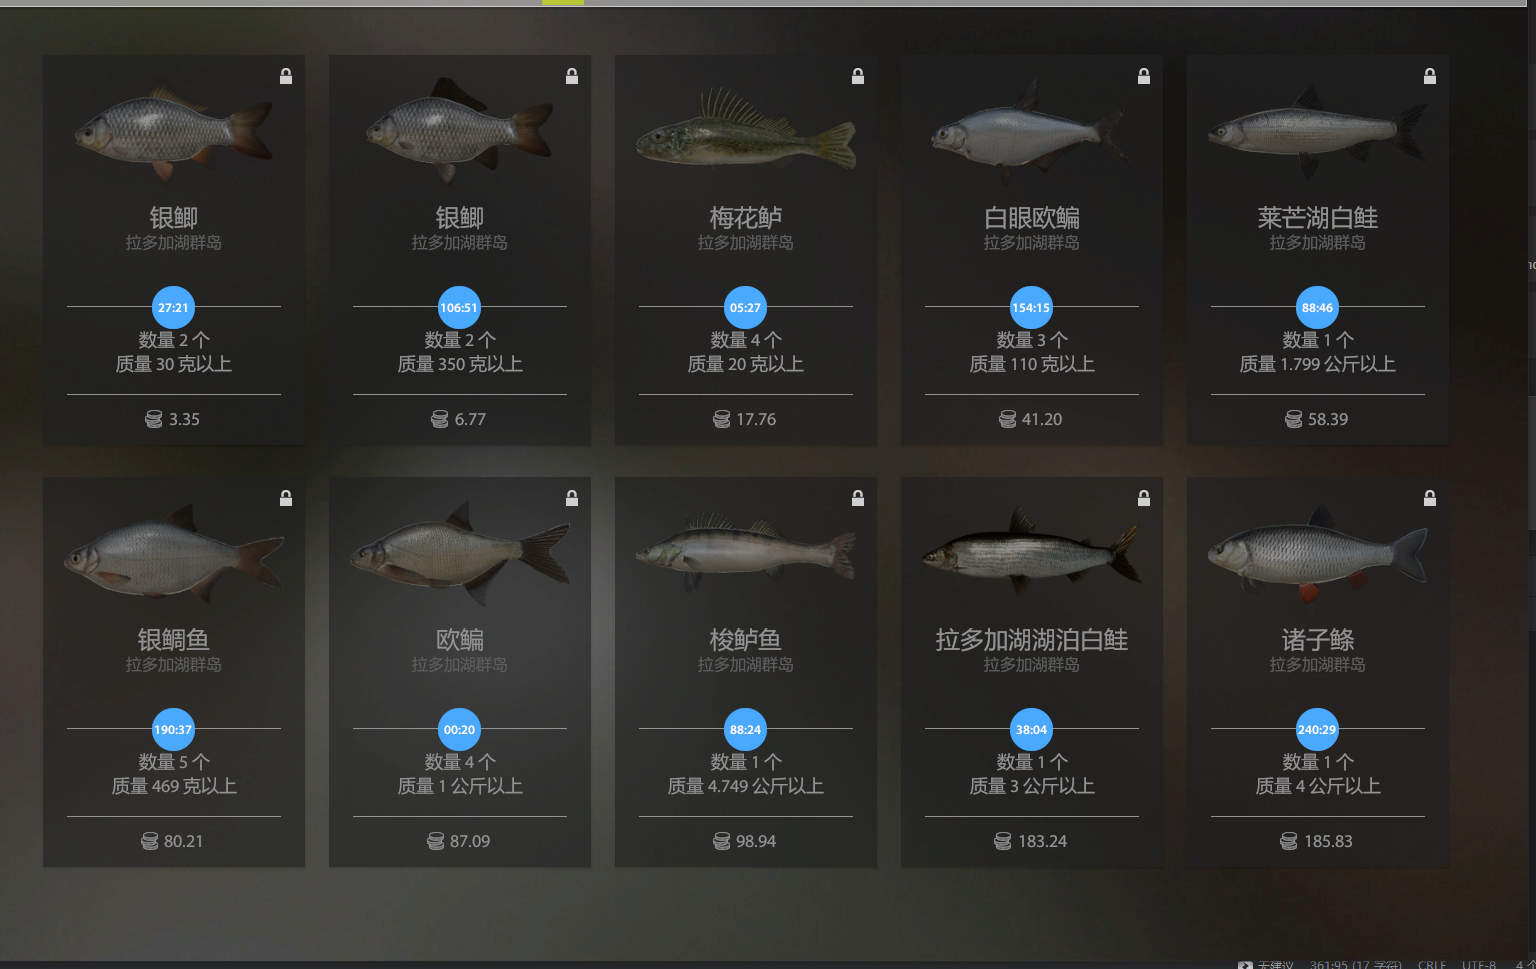 银鲫
拉多加湖群岛
27:21
数量 2 个
质量 30 克以上
3.35
银鲫
拉多加湖群岛
106:51
数量 2 个
质量 350 克以上
6.77
梅花鲈
拉多加湖群岛
05:27
数量 4 个
质量 20 克以上
17.76
白眼欧鳊
拉多加湖群岛
154:15
数量 3 个
质量 110 克以上
41.20
莱芒湖白鲑
拉多加湖群岛
88:46
数量 1 个
质量 1.799 公斤以上
58.39
银鲷鱼
拉多加湖群岛
190:37
数量 5 个
质量 469 克以上
80.21
欧鳊
拉多加湖群岛
00:20
数量 4 个
质量 1 公斤以上
87.09
梭鲈鱼
拉多加湖群岛
88:24
数量 1 个
质量 4.749 公斤以上
98.94
拉多加湖湖泊白鲑
拉多加湖群岛
38:04
数量 1 个
质量 3 公斤以上
183.24
诸子鲦
拉多加湖群岛
240:29
数量 1 个
质量 4 公斤以上
185.83
无建议 361:95 (17 字符) CRLF UTF-8 4 个